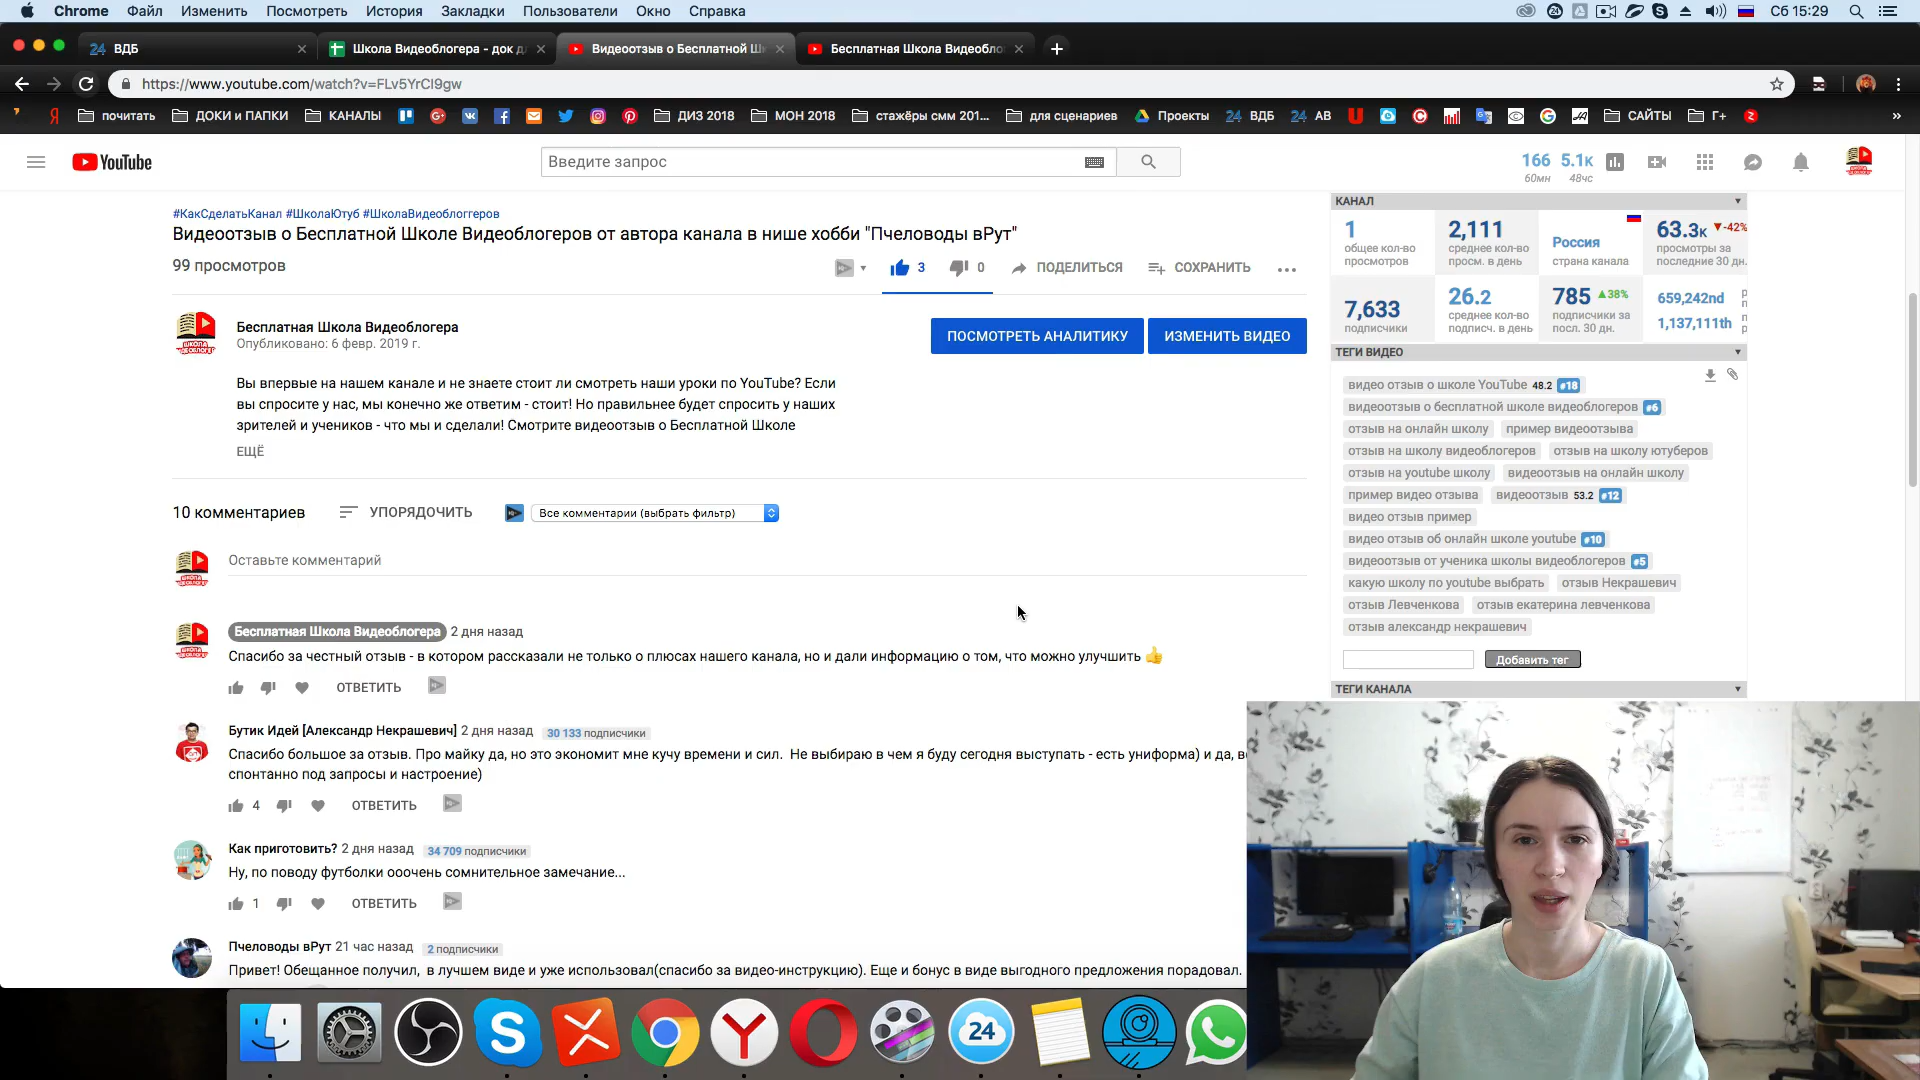 Chrome Файл Изменить Посмотреть История Закладки Пользователи Окно Справка
Сб 15:29
24 ВДБ
Школа Видеоблогера - док д
Видеоотзыв о Бесплатной Ш
Бесплатная Школа Видеобло
https://www.youtube.com/watch?v=FLv5YrCl9gw
почитать ДОКИ и ПАПКИ КАНАЛЫ ДИЗ 2018 МОН 2018 стажёры смм 201... для сценариев Проекты 24 ВДБ 24 АВ САЙТЫ Г+
YouTube
Введите запрос
166 60мн
5.1к 48чс
#КакСделатьКанал #ШколаЮтуб #ШколаВидеоблоггеров
Видеоотзыв о Бесплатной Школе Видеоблогеров от автора канала в нише хобби "Пчеловоды вРут"
99 просмотров
3 0 ПОДЕЛИТЬСЯ СОХРАНИТЬ
Бесплатная Школа Видеоблогера
Опубликовано: 6 февр. 2019 г.
ПОСМОТРЕТЬ АНАЛИТИКУ ИЗМЕНИТЬ ВИДЕО
Вы впервые на нашем канале и не знаете стоит ли смотреть наши уроки по YouTube? Если
вы спросите у нас, мы конечно же ответим - стоит! Но правильнее будет спросить у наших
зрителей и учеников - что мы и сделали! Смотрите видеоотзыв о Бесплатной Школе
ЕЩЁ
10 комментариев УПОРЯДОЧИТЬ Все комментарии (выбрать фильтр)
Оставьте комментарий
Бесплатная Школа Видеоблогера 2 дня назад
Спасибо за честный отзыв - в котором рассказали не только о плюсах нашего канала, но и дали информацию о том, что можно улучшить 👍
ОТВЕТИТЬ
Бутик Идей [Александр Некрашевич] 2 дня назад 30 133 подписчики
Спасибо большое за отзыв. Про майку да, но это экономит мне кучу времени и сил. Не выбираю в чем я буду сегодня выступать - есть униформа) и да, в
спонтанно под запросы и настроение)
4 ОТВЕТИТЬ
Как приготовить? 2 дня назад 34 709 подписчики
Ну, по поводу футболки ооочень сомнительное замечание...
1 ОТВЕТИТЬ
Пчеловоды вРут 21 час назад 2 подписчики
Привет! Обещанное получил, в лучшем виде и уже использовал(спасибо за видео-инструкцию). Еще и бонус в виде выгодного предложения порадовал.
КАНАЛ
1 общее кол-во просмотров
2,111 среднее кол-во просм. в день
Россия страна канала
63.3к -42% просмотры за последние 30 дн.
7,633 подписчики
26.2 среднее кол-во подписч. в день
785 38% подписчики за посл. 30 дн.
659,242nd
1,137,111th
ТЕГИ ВИДЕО
видео отзыв о школе YouTube 48.2 #18
видеоотзыв о бесплатной школе видеоблогеров #6
отзыв на онлайн школу пример видеоотзыва
отзыв на школу видеоблогеров отзыв на школу ютуберов
отзыв на youtube школу видеоотзыв на онлайн школу
пример видео отзыва видеоотзыв 53.2 #12
видео отзыв пример
видео отзыв об онлайн школе youtube #10
видеоотзыв от ученика школы видеоблогеров #5
какую школу по youtube выбрать отзыв Некрашевич
отзыв Левченкова отзыв екатерина левченкова
отзыв александр некрашевич
Добавить тег
ТЕГИ КАНАЛА
24